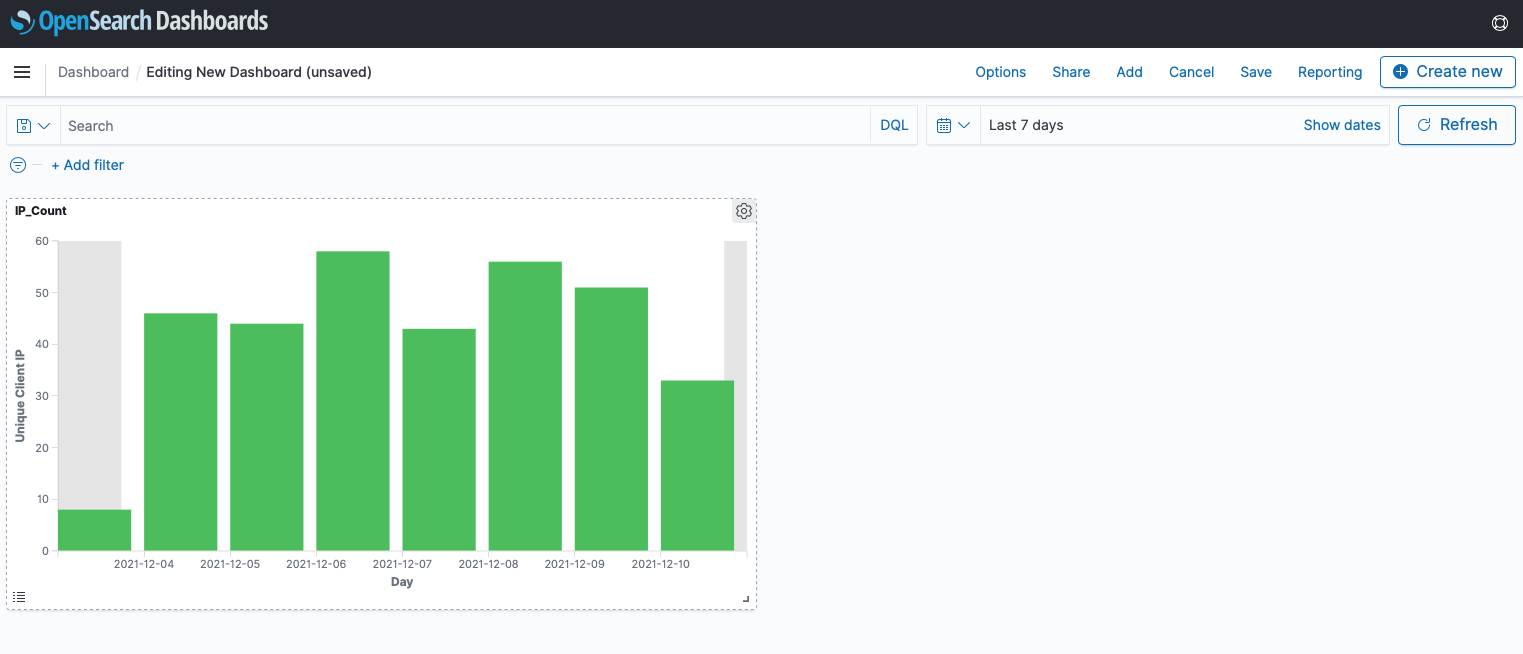 OpenSearch Dashboards
Dashboard / Editing New Dashboard (unsaved) Options Share Add Cancel Save Reporting Create new
Search DQL Last 7 days Show dates Refresh
+ Add filter
IP_Count
60
50
40
30
20
10
0
Unique Client IP
2021-12-04 2021-12-05 2021-12-06 2021-12-07 2021-12-08 2021-12-09 2021-12-10
Day